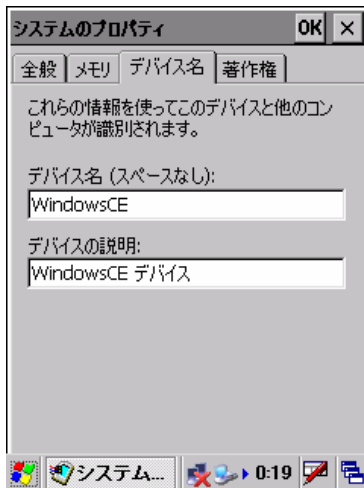 システムのプロパティ OK ×
全般 メモリ デバイス名 著作権
これらの情報を使ってこのデバイスと他のコン
ピュータが識別されます。
デバイス名 (スペースなし):
WindowsCE
デバイスの説明:
WindowsCE デバイス
システム... 0:19